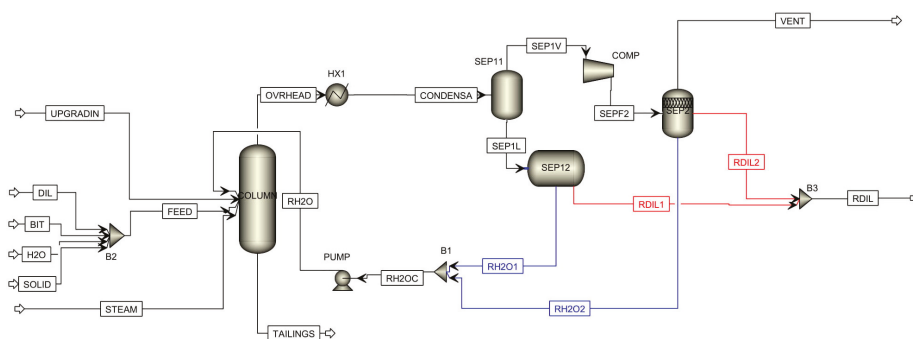 VENT
SEP1V
COMP
SEP11
HX1
OVRHEAD
CONDENSA
SEPF2
SEP2
UPGRADIN
SEP1L
SEP12
RDIL2
COLUMN
RH2O
DIL
FEED
B3
RDIL
RDIL1
BIT
H2O
B2
PUMP
B1
RH2O1
RH2OC
SOLID
STEAM
RH2O2
TAILINGS